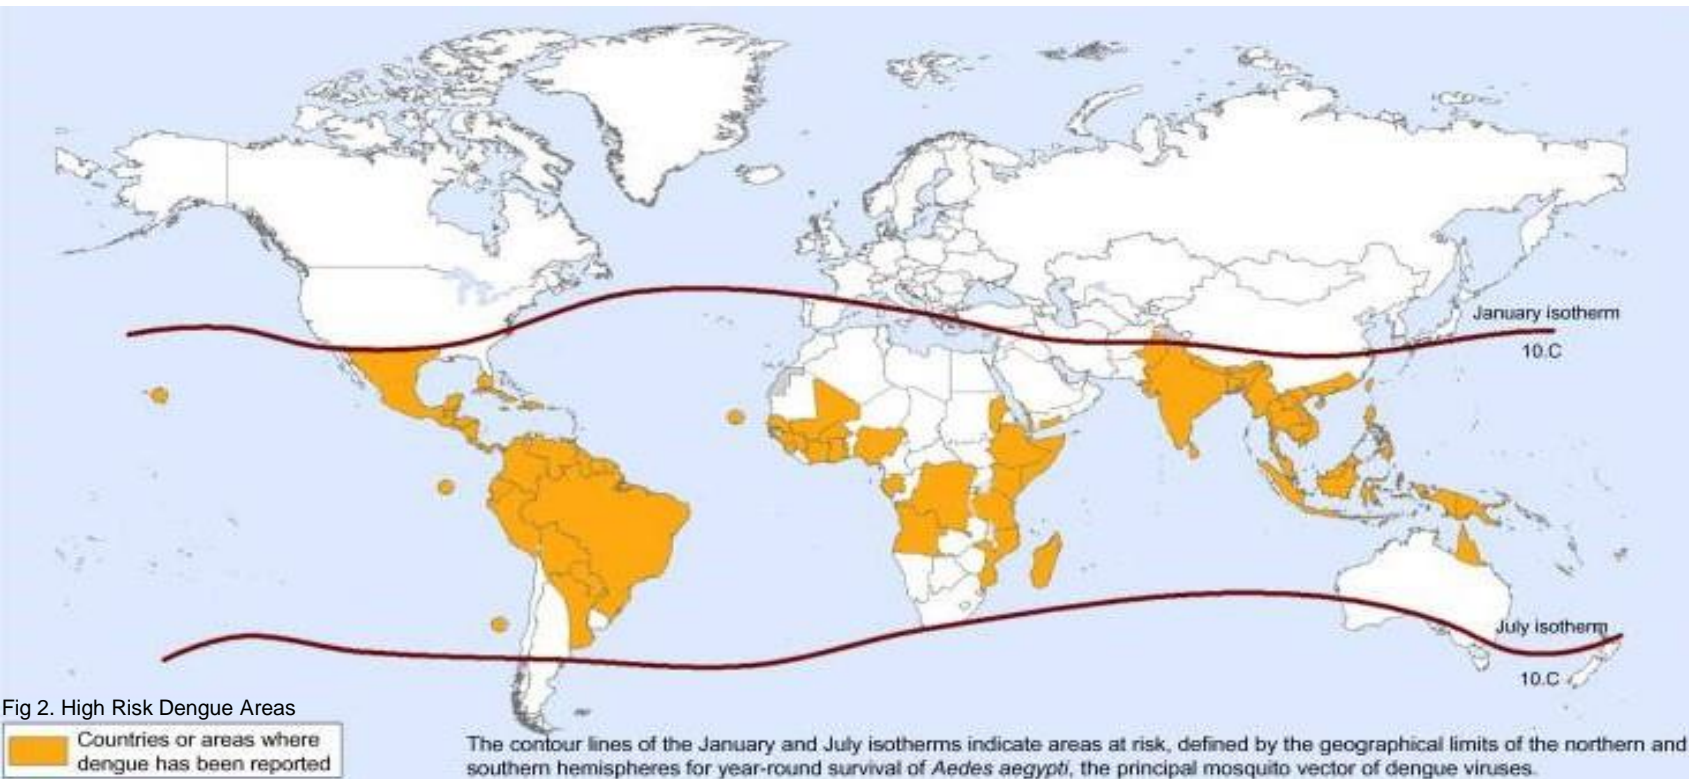 January isotherm
10.C
July isotherm
10.C
Fig 2. High Risk Dengue Areas
Countries or areas where
dengue has been reported
The contour lines of the January and July isotherms indicate areas at risk, defined by the geographical limits of the northern and
southern hemispheres for year-round survival of Aedes aegypti, the principal mosquito vector of dengue viruses.